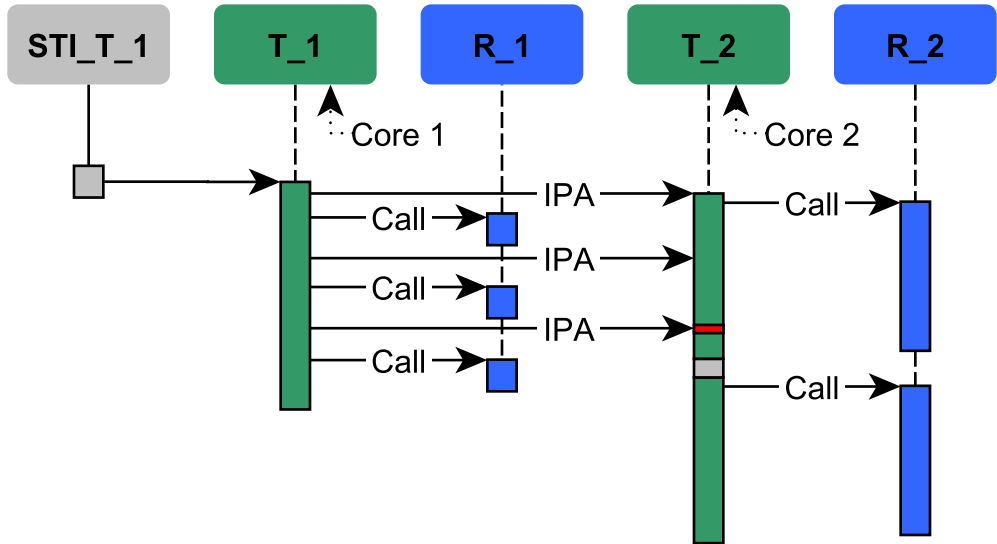 STI_T_1
T_1
R_1
T_2
R_2
Core 1
Core 2
IPA
Call
Call
IPA
Call
IPA
Call
Call